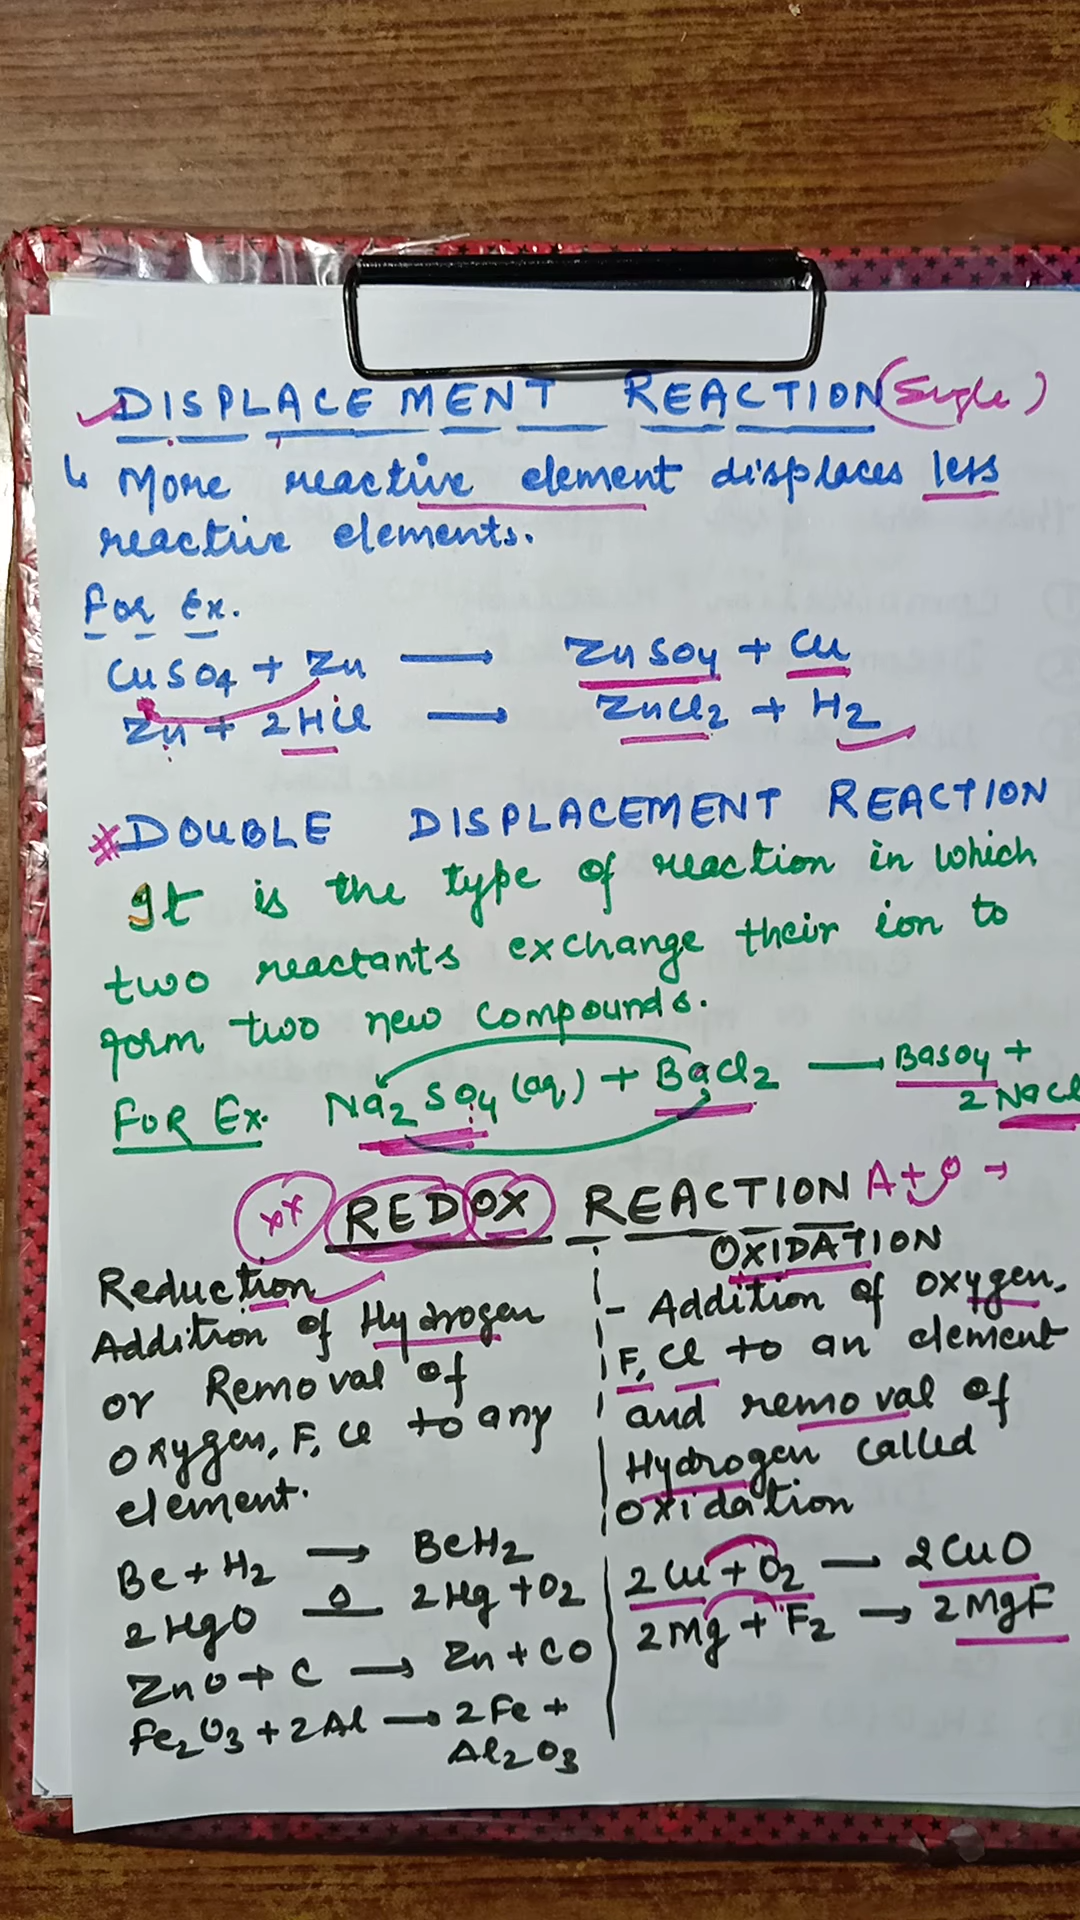 DISPLACEMENT REACTION (Single)
↳ More reactive element displaces less
reactive elements.
For Ex.
CuSO4 + Zn → ZnSO4 + Cu
Zn + 2HCl → ZnCl2 + H2
* DOUBLE DISPLACEMENT REACTION
It is the type of reaction in which
two reactants exchange their ion to
form two new compounds.
FOR Ex. Na2SO4 (aq) + BaCl2 → BaSO4 +
2NaCl
** REDOX REACTION A+O →
Reduction
Addition of Hydrogen
or Removal of
oxygen, F, Cl to any
element.
Be + H2 → BeH2
2HgO Δ 2Hg + O2
ZnO + C → Zn + CO
Fe2O3 + 2Al → 2Fe +
Al2O3
OXIDATION
- Addition of oxygen,
F, Cl to an element
and removal of
Hydrogen called
oxidation
2Cu + O2 → 2CuO
2Mg + F2 → 2MgF